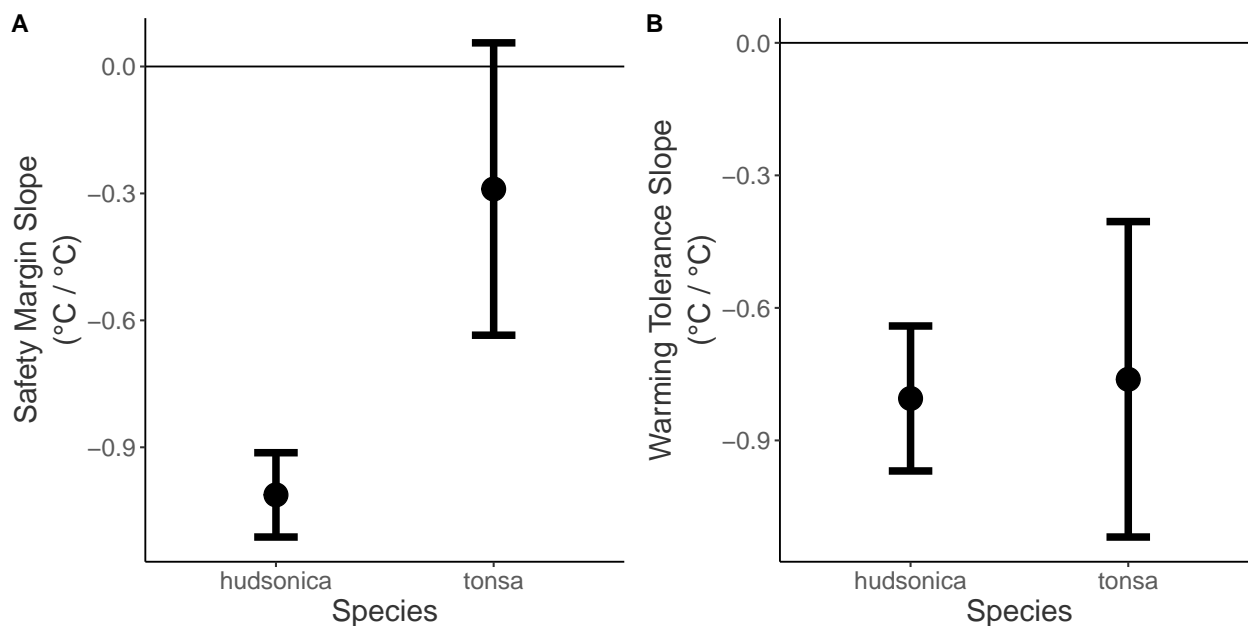 A
Safety Margin Slope
(°C / °C)
0.0
−0.3
−0.6
−0.9
hudsonica
tonsa
Species
B
Warming Tolerance Slope
(°C / °C)
0.0
−0.3
−0.6
−0.9
hudsonica
tonsa
Species